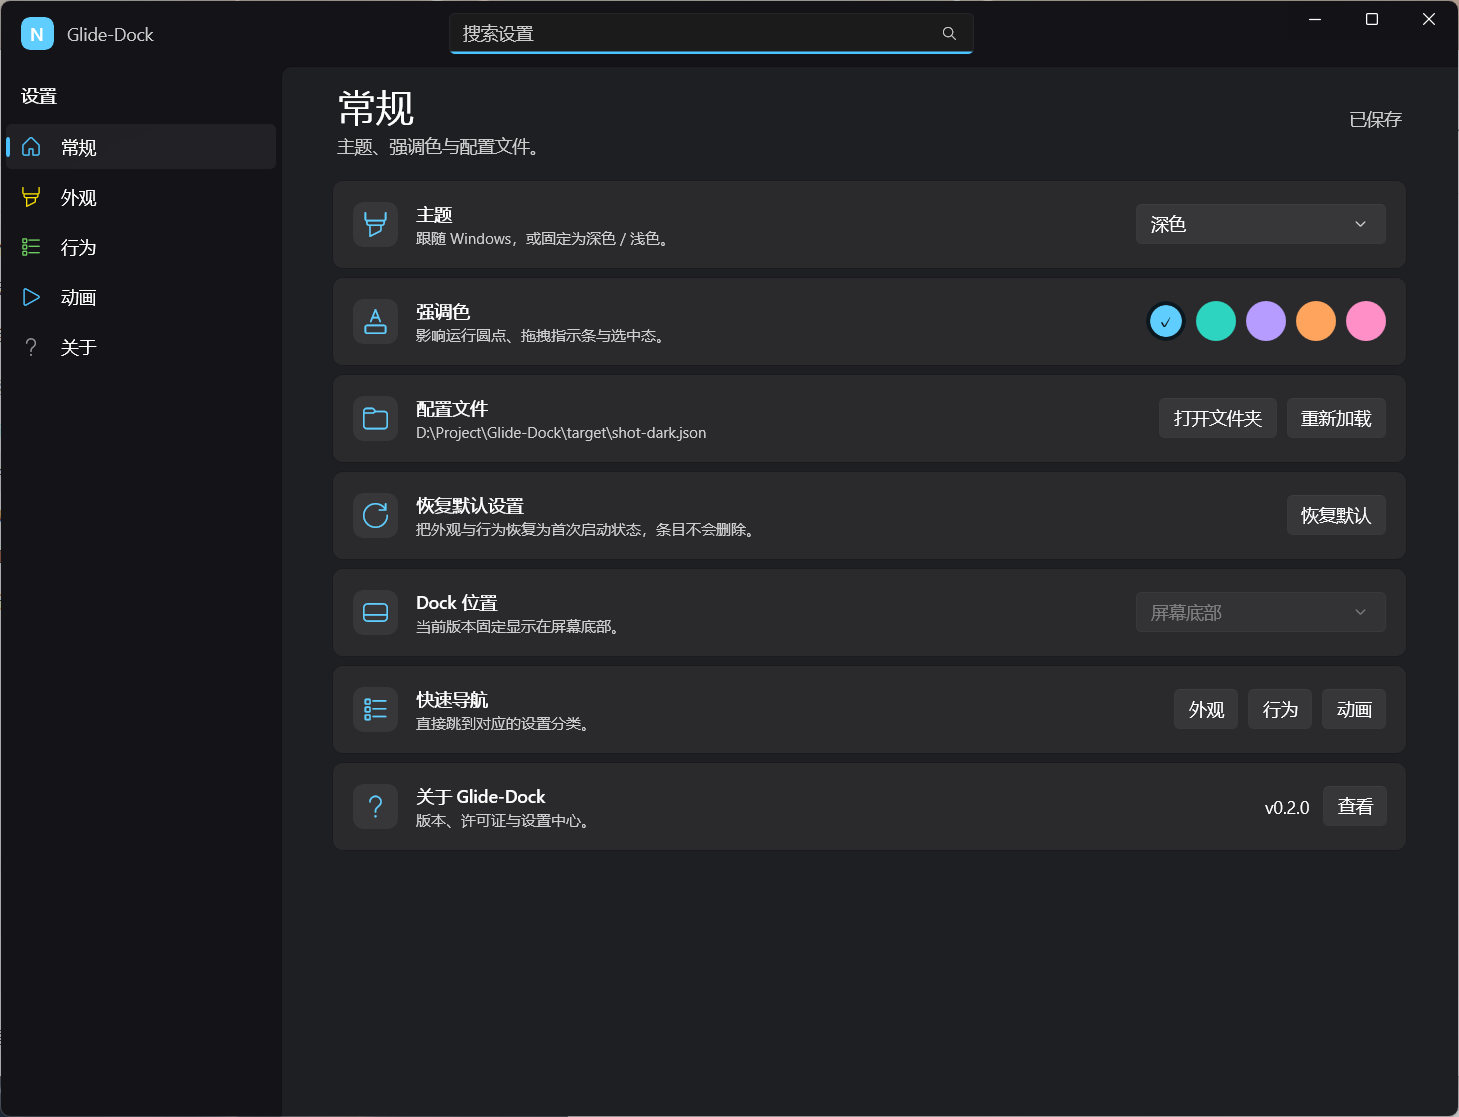 N
Glide-Dock
搜索设置
设置
常规
外观
行为
动画
关于
常规
主题、强调色与配置文件。
已保存
主题
跟随 Windows，或固定为深色 / 浅色。
深色
强调色
影响运行圆点、拖拽指示条与选中态。
配置文件
D:\Project\Glide-Dock\target\shot-dark.json
打开文件夹
重新加载
恢复默认设置
把外观与行为恢复为首次启动状态，条目不会删除。
恢复默认
Dock 位置
当前版本固定显示在屏幕底部。
屏幕底部
快速导航
直接跳到对应的设置分类。
外观
行为
动画
关于 Glide-Dock
版本、许可证与设置中心。
v0.2.0
查看